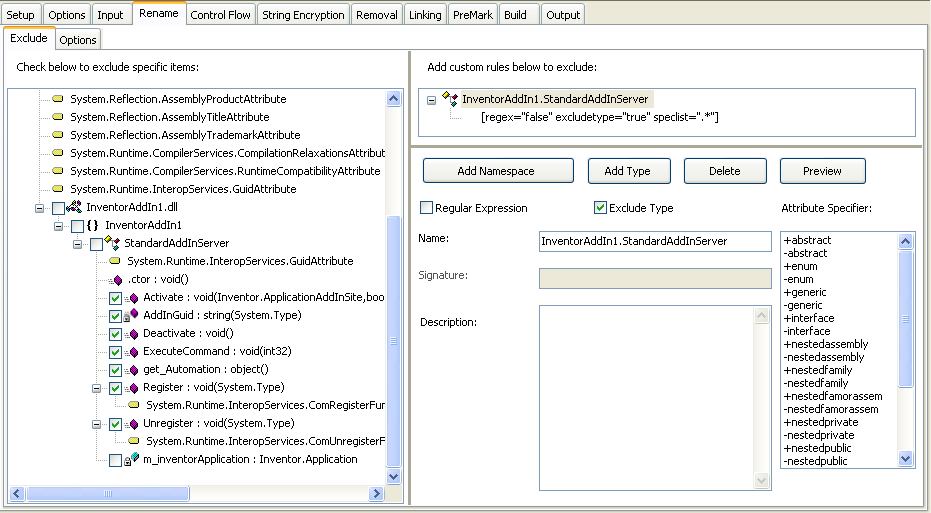 Setup Options Input Rename Control Flow String Encryption Removal Linking PreMark Build Output
Exclude Options
Check below to exclude specific items:
System.Reflection.AssemblyProductAttribute
System.Reflection.AssemblyTitleAttribute
System.Reflection.AssemblyTrademarkAttribute
System.Runtime.CompilerServices.CompilationRelaxationsAttribut
System.Runtime.CompilerServices.RuntimeCompatibilityAttribute
System.Runtime.InteropServices.GuidAttribute
InventorAddIn1.dll
{} InventorAddIn1
StandardAddInServer
System.Runtime.InteropServices.GuidAttribute
.ctor : void()
Activate : void(Inventor.ApplicationAddInSite,boo
AddInGuid : string(System.Type)
Deactivate : void()
ExecuteCommand : void(int32)
get_Automation : object()
Register : void(System.Type)
System.Runtime.InteropServices.ComRegisterFur
Unregister : void(System.Type)
System.Runtime.InteropServices.ComUnregisterF
m_inventorApplication : Inventor.Application
Add custom rules below to exclude:
InventorAddIn1.StandardAddInServer
[regex="false" excludetype="true" speclist=".*"]
Add Namespace Add Type Delete Preview
Regular Expression Exclude Type Attribute Specifier:
Name: InventorAddIn1.StandardAddInServer
Signature:
Description:
+abstract
-abstract
+enum
-enum
+generic
-generic
+interface
-interface
+nestedassembly
-nestedassembly
+nestedfamily
-nestedfamily
+nestedfamorassem
-nestedfamorassem
+nestedprivate
-nestedprivate
+nestedpublic
-nestedpublic